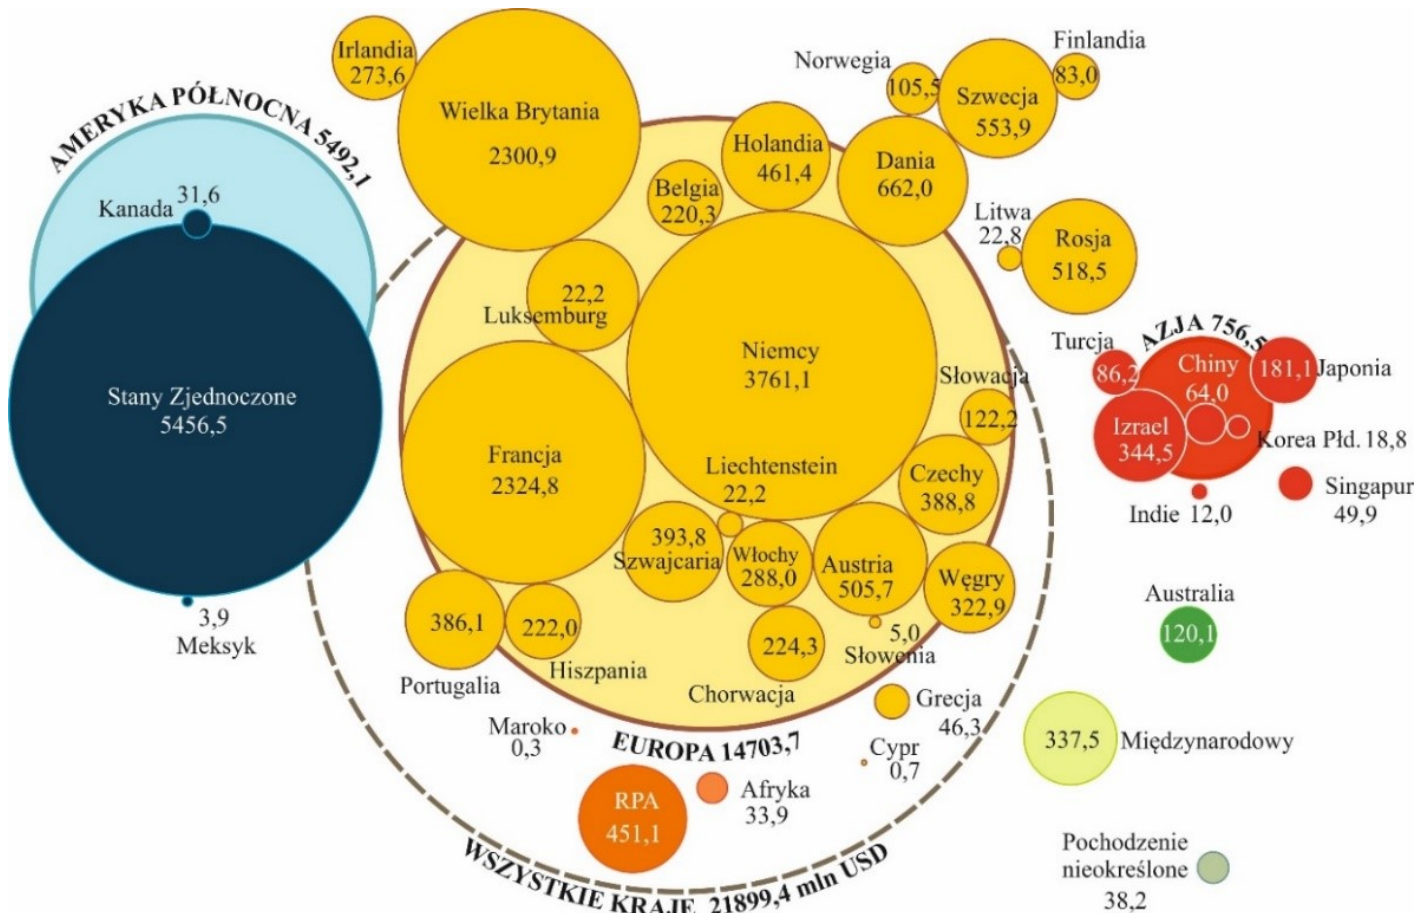 AMERYKA PÓŁNOCNA 5492,1
Kanada
31,6
Stany Zjednoczone
5456,5
3,9
Meksyk
Irlandia
273,6
Wielka Brytania
2300,9
Holandia
461,4
Belgia
220,3
Norwegia
105,5
Szwecja
553,9
Finlandia
83,0
Dania
662,0
Litwa
22,8
Rosja
518,5
22,2
Luksemburg
Niemcy
3761,1
Słowacja
122,2
Francja
2324,8
Liechtenstein
22,2
Czechy
388,8
393,8
Szwajcaria
Włochy
288,0
Austria
505,7
Węgry
322,9
386,1
Portugalia
222,0
Hiszpania
224,3
Chorwacja
5,0
Słowenia
Grecja
46,3
Cypr
0,7
Maroko
0,3
EUROPA 14703,7
RPA
451,1
Afryka
33,9
WSZYSTKIE KRAJE 21899,4 mln USD
AZJA 756,5
Turcja
86,2
Chiny
64,0
181,1 Japonia
Izrael
344,5
Korea Płd. 18,8
Indie 12,0
Singapur
49,9
Australia
120,1
337,5 Międzynarodowy
Pochodzenie
nieokreślone
38,2